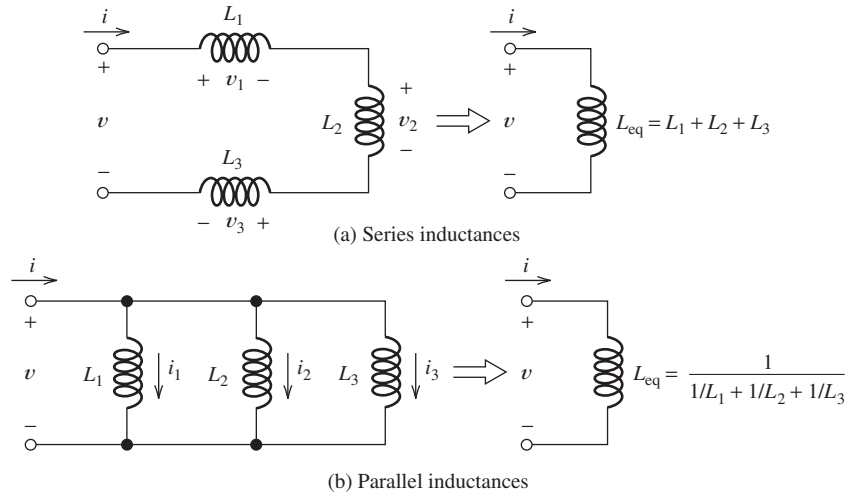 i
L1
i
+
+ v1 −
+
+
v
L2
v2
v
Leq = L1 + L2 + L3
−
L3
−
−
− v3 +
(a) Series inductances
i
i
+
+
v
L1
i1
L2
i2
L3
i3
v
Leq = 1
1/L1 + 1/L2 + 1/L3
−
−
(b) Parallel inductances